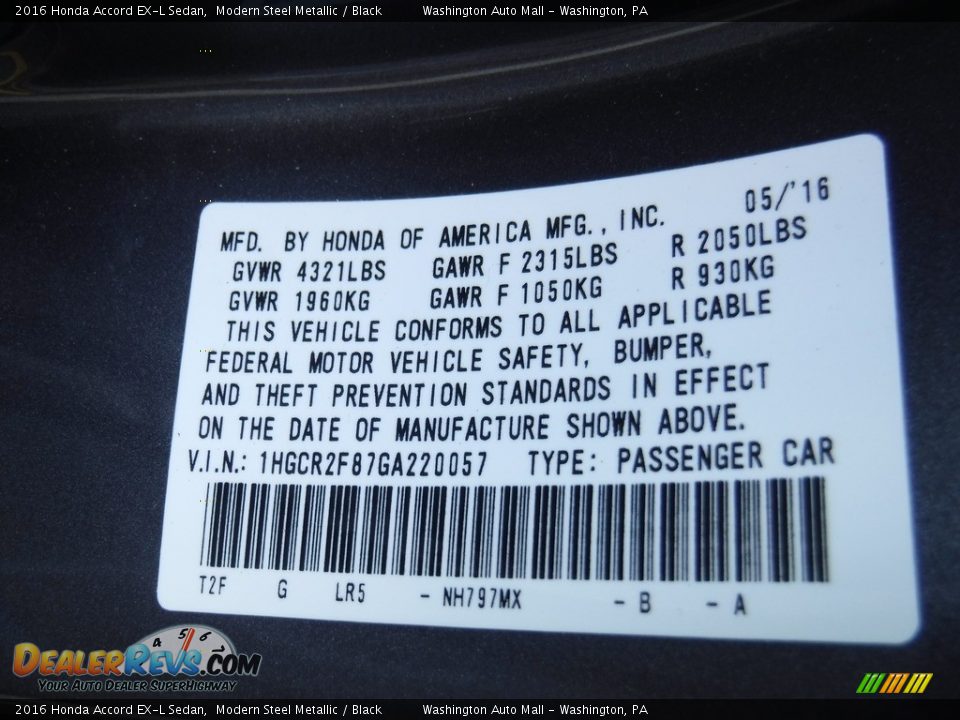 2016 Honda Accord EX-L Sedan, Modern Steel Metallic / Black Washington Auto Mall - Washington, PA
05/'16
MFD. BY HONDA OF AMERICA MFG., INC.
GVWR 4321LBS GAWR F 2315LBS R 2050LBS
GVWR 1960KG GAWR F 1050KG R 930KG
THIS VEHICLE CONFORMS TO ALL APPLICABLE
FEDERAL MOTOR VEHICLE SAFETY, BUMPER,
AND THEFT PREVENTION STANDARDS IN EFFECT
ON THE DATE OF MANUFACTURE SHOWN ABOVE.
V.I.N.: 1HGCR2F87GA220057 TYPE: PASSENGER CAR
T2F G LR5 - NH797MX - B - A
4 5 6
DEALERREVS.COM
YOUR AUTO DEALER SUPERHIGHWAY
2016 Honda Accord EX-L Sedan, Modern Steel Metallic / Black Washington Auto Mall - Washington, PA